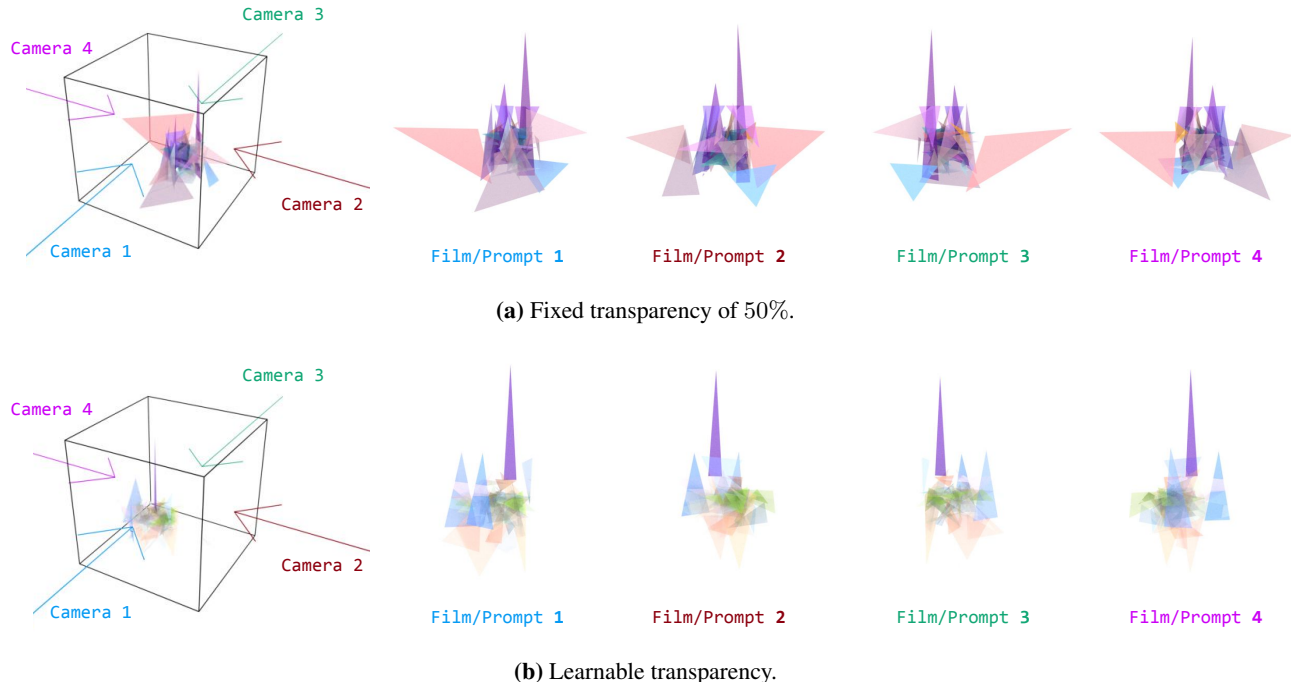 Camera 3
Camera 4
Camera 2
Camera 1
Film/Prompt 1 Film/Prompt 2 Film/Prompt 3 Film/Prompt 4
(a) Fixed transparency of 50%.
Camera 3
Camera 4
Camera 2
Camera 1
Film/Prompt 1 Film/Prompt 2 Film/Prompt 3 Film/Prompt 4
(b) Learnable transparency.